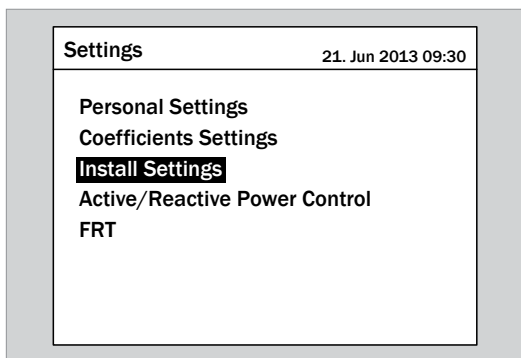 Settings 21. Jun 2013 09:30
Personal Settings
Coefficients Settings
Install Settings
Active/Reactive Power Control
FRT